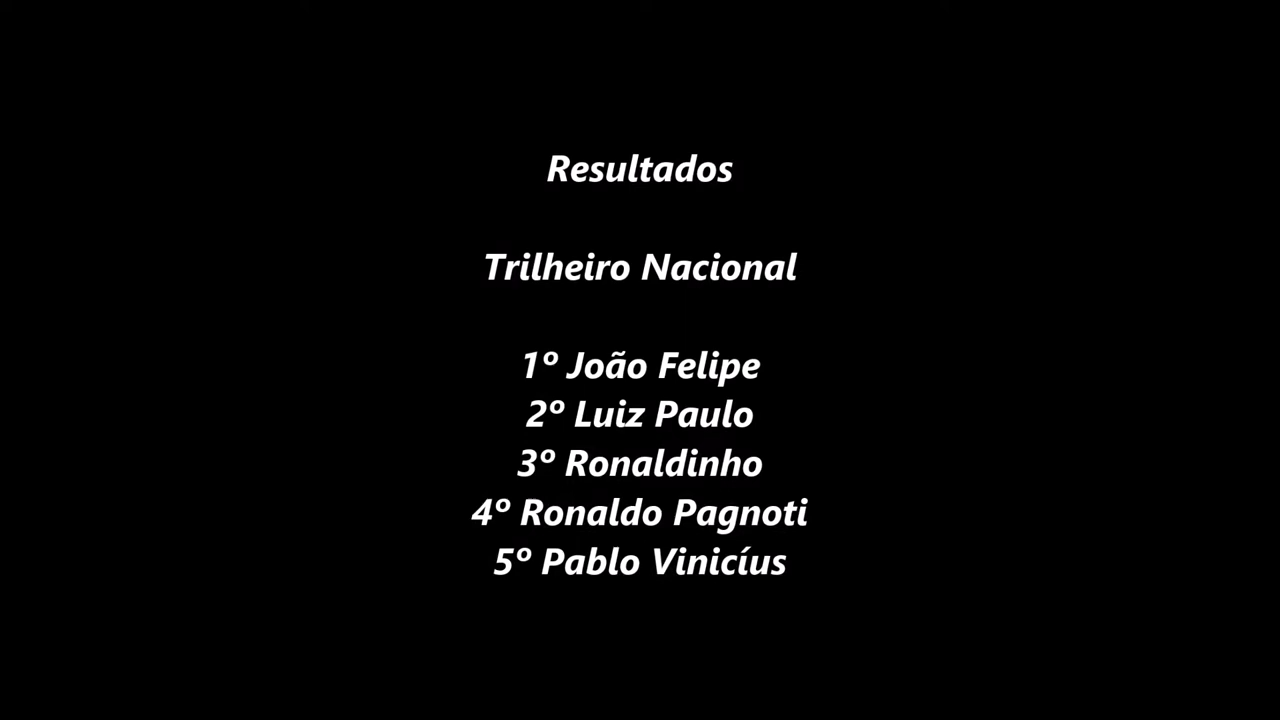 Resultados
Trilheiro Nacional
1º João Felipe
2º Luiz Paulo
3º Ronaldinho
4º Ronaldo Pagnoti
5º Pablo Vinicíus